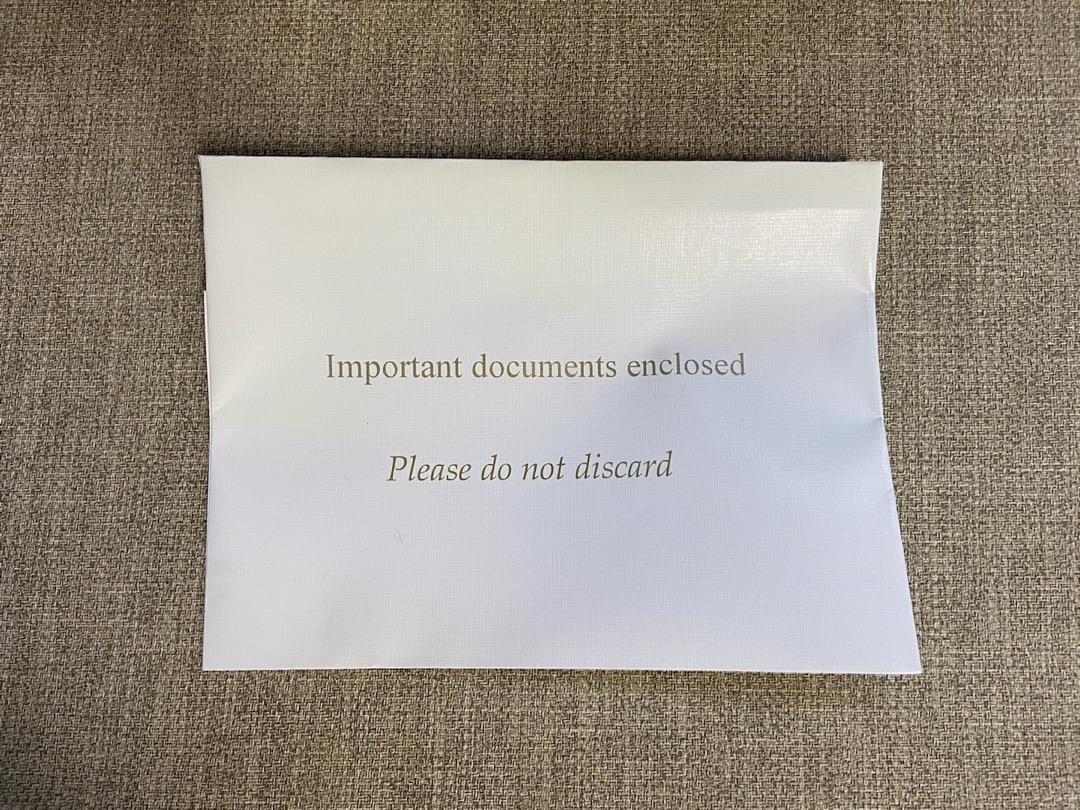 Important documents enclosed
Please do not discard